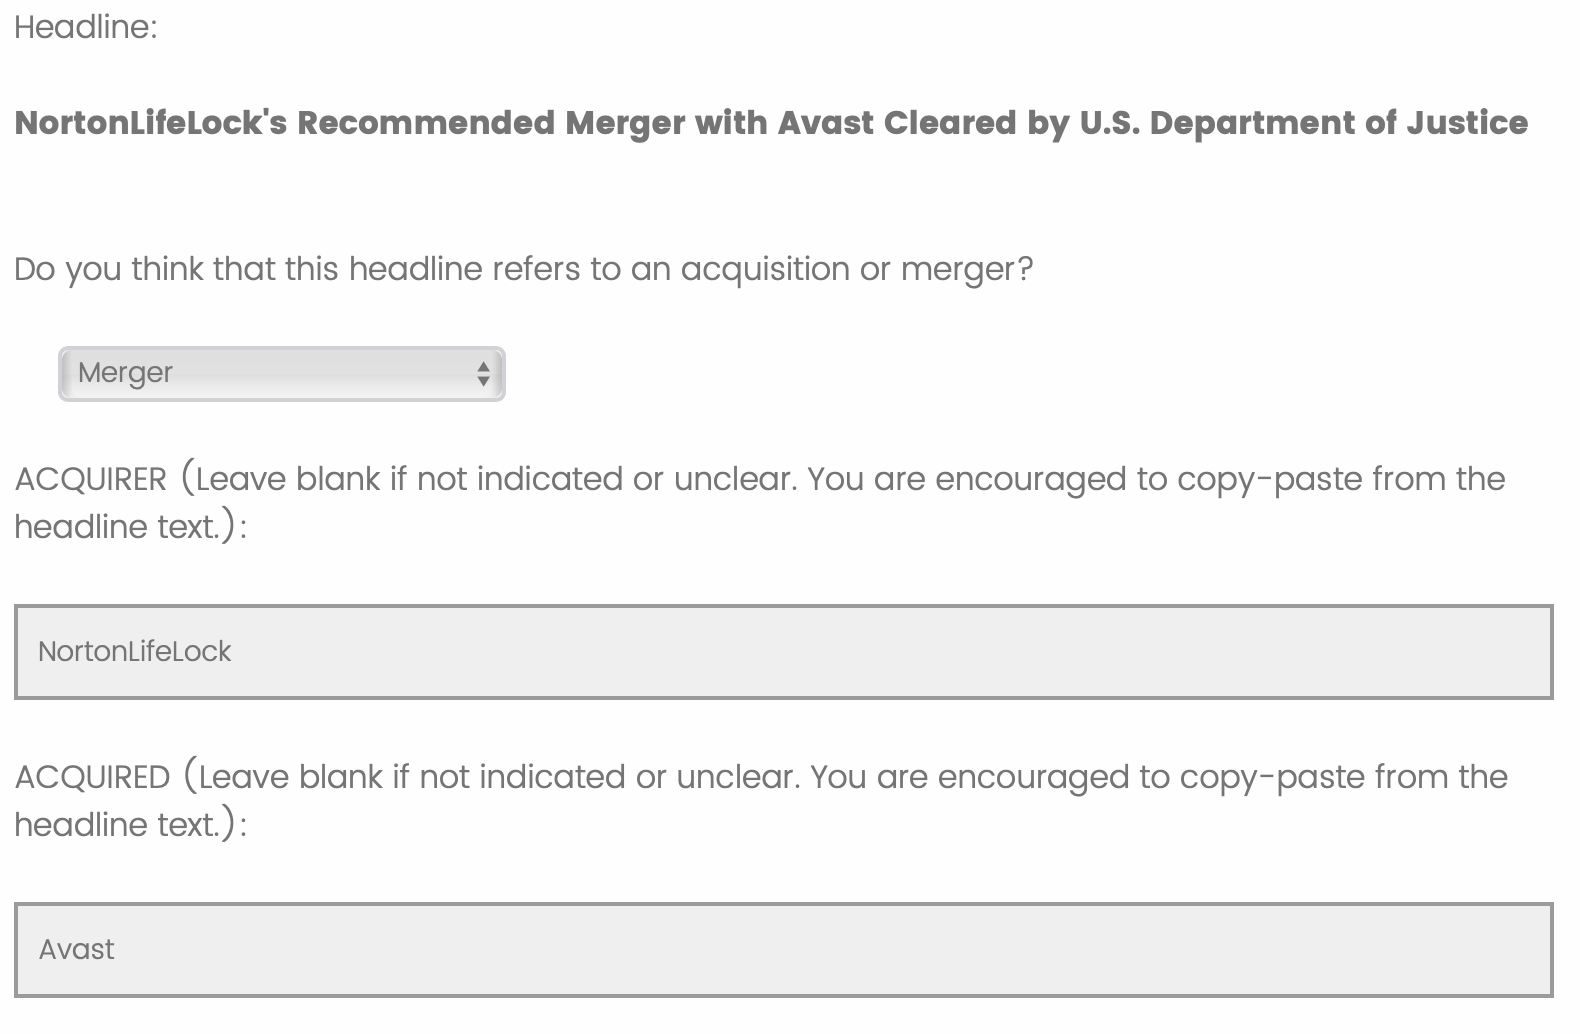 Headline:
NortonLifeLock's Recommended Merger with Avast Cleared by U.S. Department of Justice
Do you think that this headline refers to an acquisition or merger?
Merger
ACQUIRER (Leave blank if not indicated or unclear. You are encouraged to copy-paste from the
headline text.):
NortonLifeLock
ACQUIRED (Leave blank if not indicated or unclear. You are encouraged to copy-paste from the
headline text.):
Avast